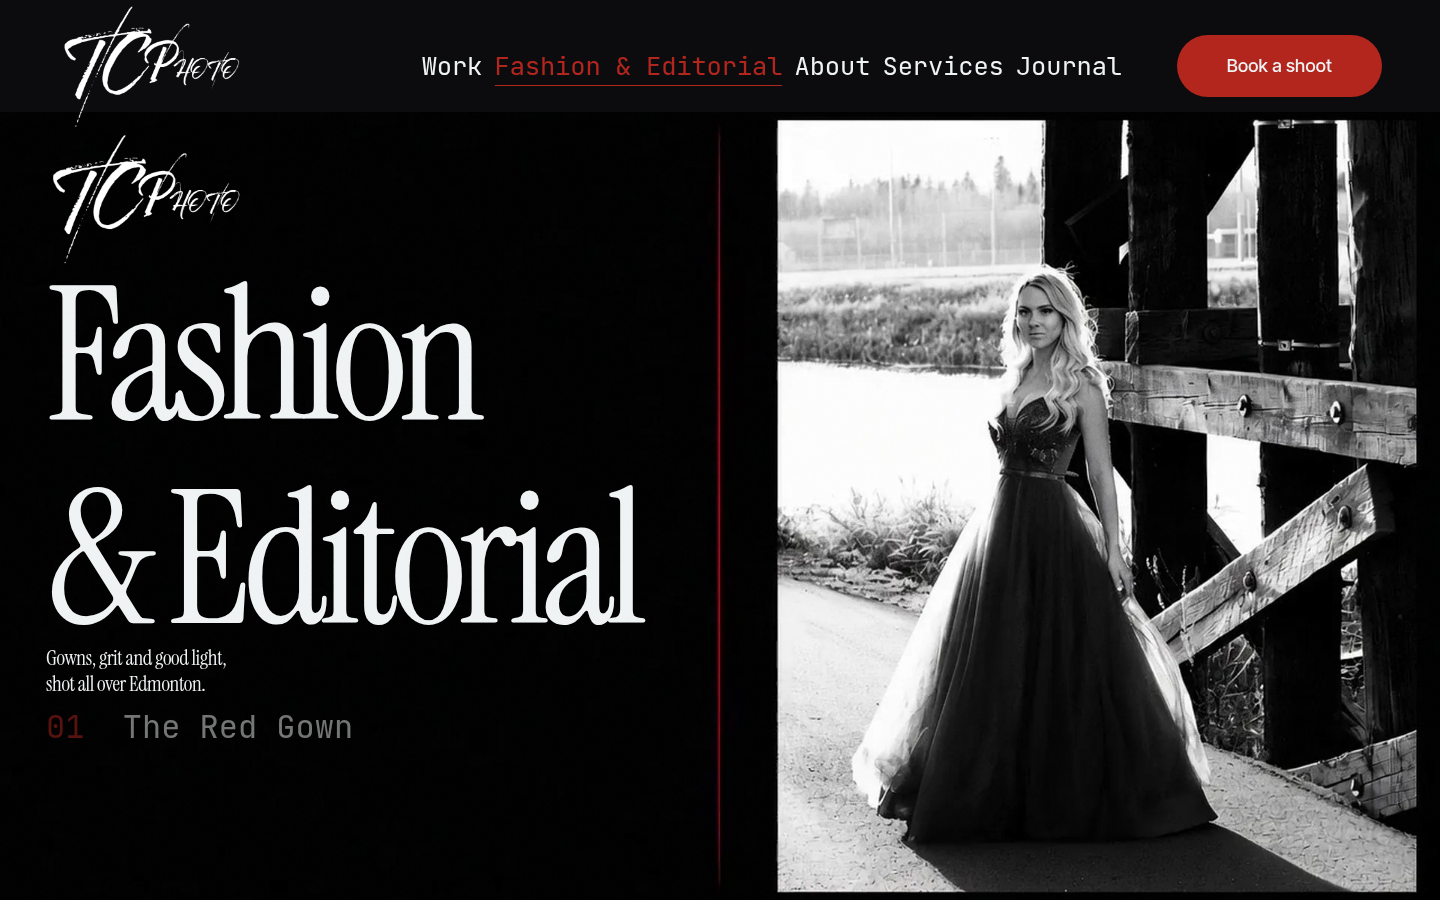 TCPHOTO
Work Fashion & Editorial About Services Journal
Book a shoot
TCPHOTO
Fashion
& Editorial
Gowns, grit and good light,
shot all over Edmonton.
01 The Red Gown